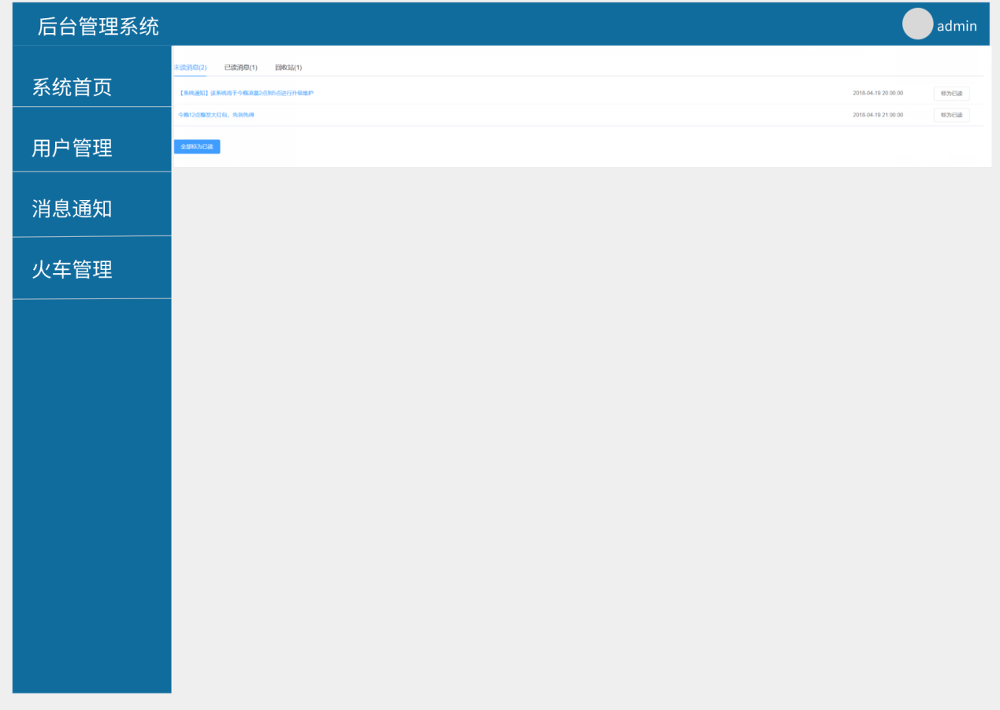 后台管理系统
admin
系统首页
用户管理
消息通知
火车管理
未读消息(2) 已读消息(1) 回收站(1)
【系统通知】该系统将于今晚凌晨2点到5点进行升级维护 2018-04-19 20:00:00 标为已读
今晚12点整发大红包，先到先得 2018-04-19 21:00:00 标为已读
全部标为已读